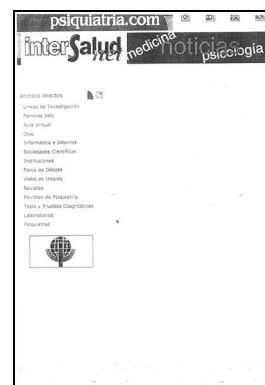 psiquiatria.com
interSalud
net
medicina
noticias
psicología
accesos directos
Líneas de Investigación
Familias Info
Aula Virtual
Ocio
Informática e Internet
Sociedades Científicas
Instituciones
Foros de Debate
Webs de Interés
Revistas
Revistas de Psiquiatría
Tests y Pruebas Diagnósticas
Laboratorios
Psiquiatras